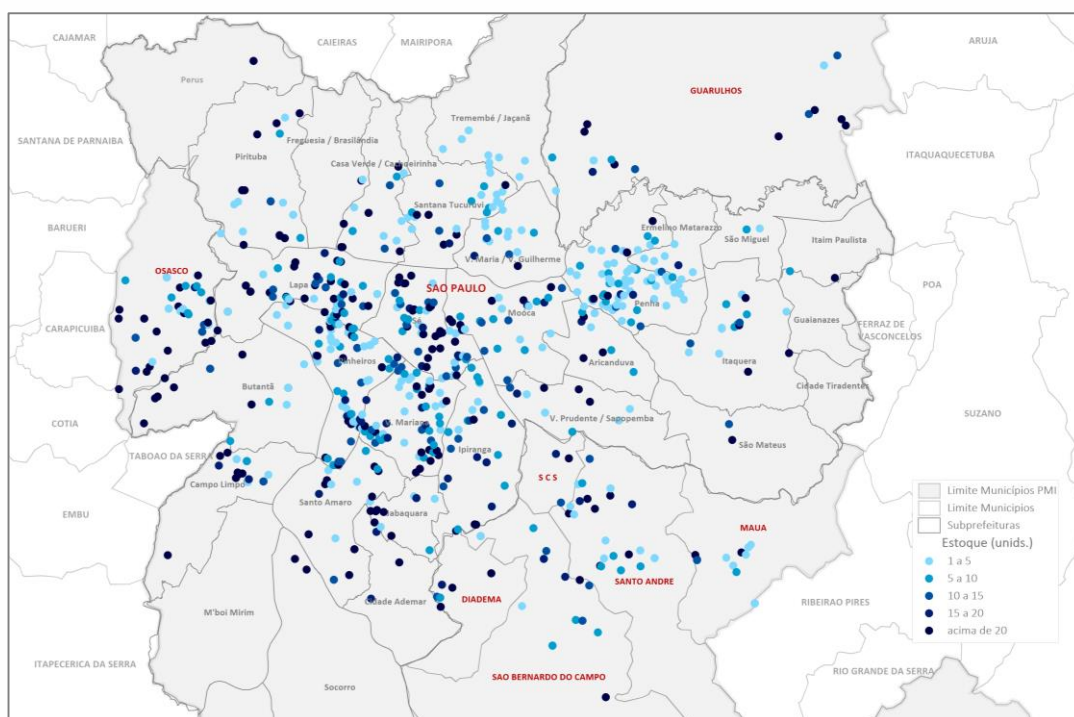 CAJAMAR
CAIEIRAS
MAIRIPORA
ARUJA
Perus
GUARULHOS
Tremembé / Jaçanã
SANTANA DE PARNAIBA
Freguesia / Brasilândia
Pirituba
Casa Verde / Cachoeirinha
ITAQUAQUECETUBA
Santana Tucuruvi
BARUERI
Ermelino Matarazzo
São Miguel
Itaim Paulista
V. Maria / V. Guilherme
OSASCO
Lapa
SAO PAULO
POA
Penha
Sé
Moóca
Guaianazes
CARAPICUIBA
FERRAZ DE
VASCONCELOS
Pinheiros
Aricanduva
Itaquera
Butantã
Cidade Tiradentes
SUZANO
COTIA
V. Mariana
V. Prudente / Sapopemba
São Mateus
TABOAO DA SERRA
Ipiranga
Campo Limpo
S C S
EMBU
Santo Amaro
Jabaquara
MAUA
Limite Municípios PMI
Limite Municipios
Subprefeituras
Estoque (unids.)
1 a 5
5 a 10
10 a 15
15 a 20
acima de 20
SANTO ANDRE
DIADEMA
Cidade Ademar
M'boi Mirim
RIBEIRAO PIRES
ITAPECERICA DA SERRA
RIO GRANDE DA SERRA
SAO BERNARDO DO CAMPO
Socorro